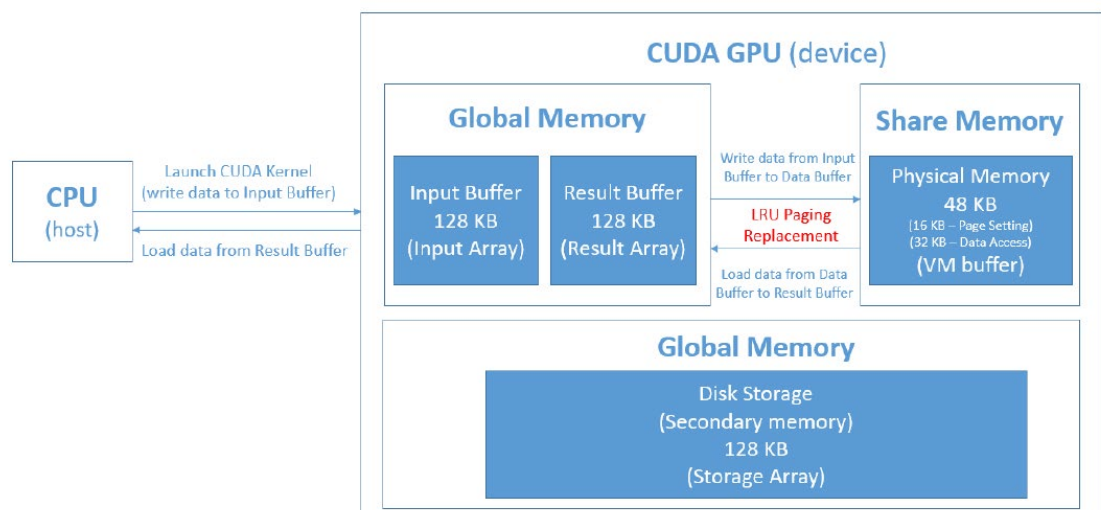 CUDA GPU (device)
Global Memory
Share Memory
CPU
(host)
Launch CUDA Kernel
(write data to Input Buffer)
Load data from Result Buffer
Input Buffer
128 KB
(Input Array)
Result Buffer
128 KB
(Result Array)
Write data from Input
Buffer to Data Buffer
LRU Paging
Replacement
Load data from Data
Buffer to Result Buffer
Physical Memory
48 KB
(16 KB – Page Setting)
(32 KB – Data Access)
(VM buffer)
Global Memory
Disk Storage
(Secondary memory)
128 KB
(Storage Array)